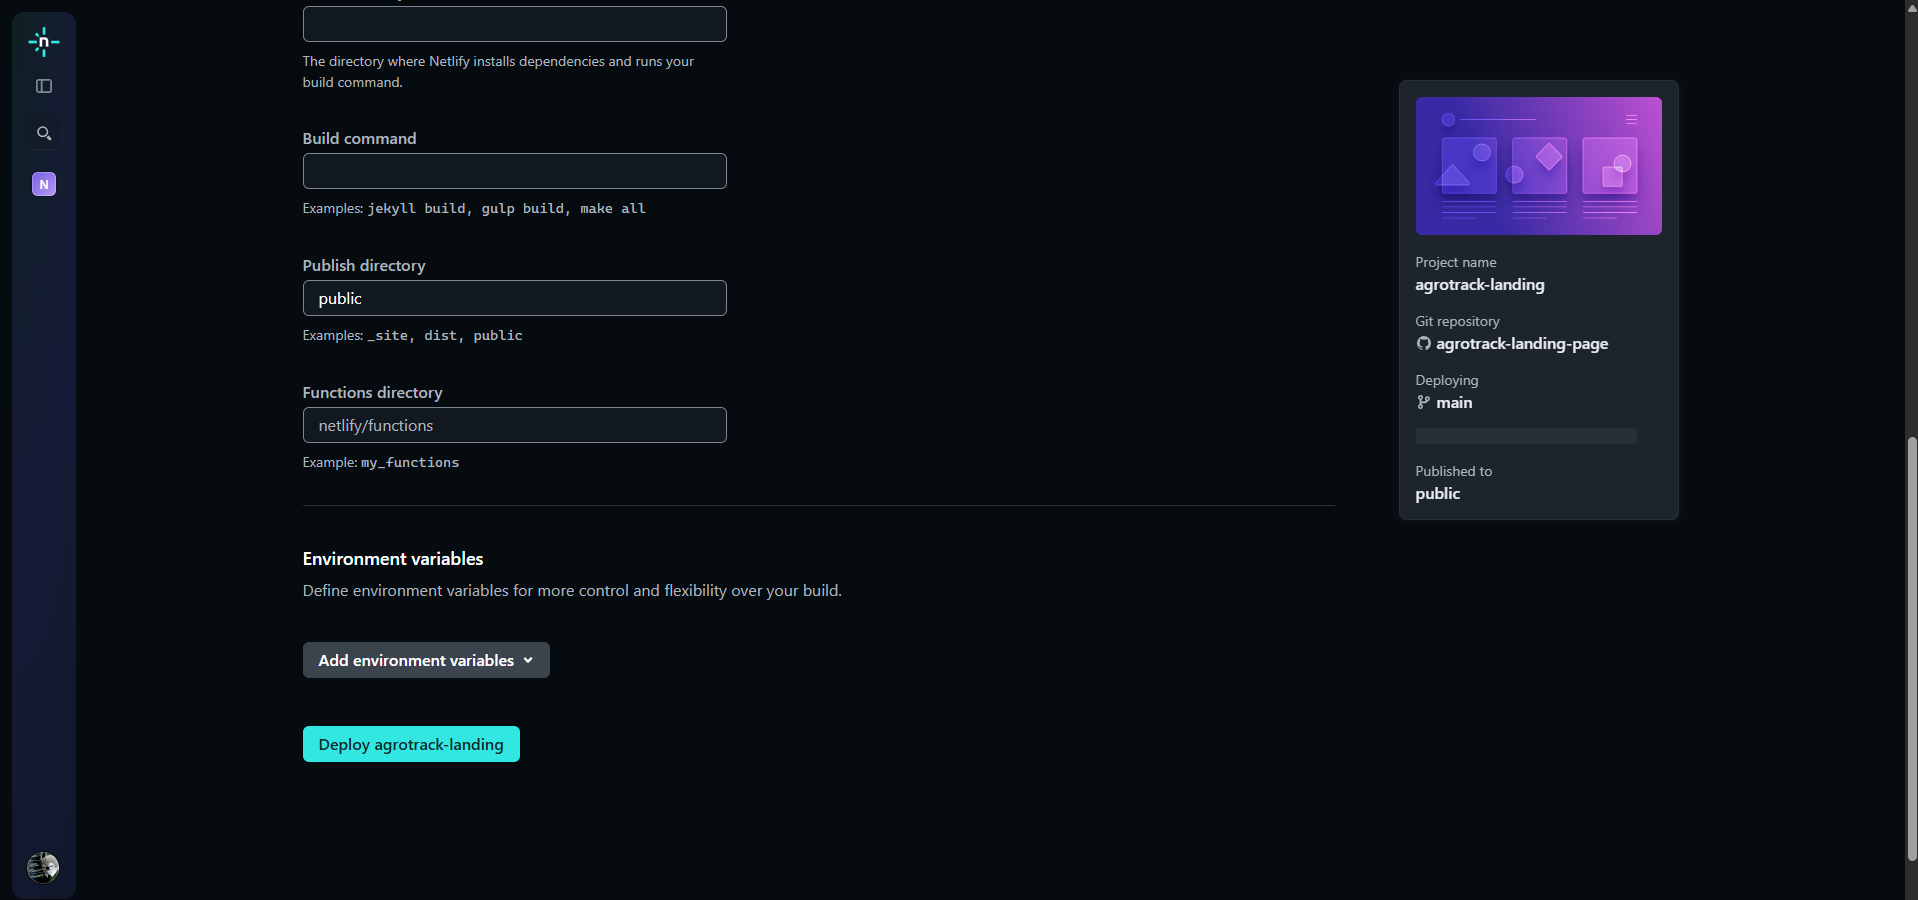 The directory where Netlify installs dependencies and runs your
build command.
Build command
Examples: jekyll build, gulp build, make all
Publish directory
public
Examples: _site, dist, public
Functions directory
netlify/functions
Example: my_functions
Environment variables
Define environment variables for more control and flexibility over your build.
Add environment variables
Deploy agrotrack-landing
n
N
Project name
agrotrack-landing
Git repository
agrotrack-landing-page
Deploying
main
Published to
public